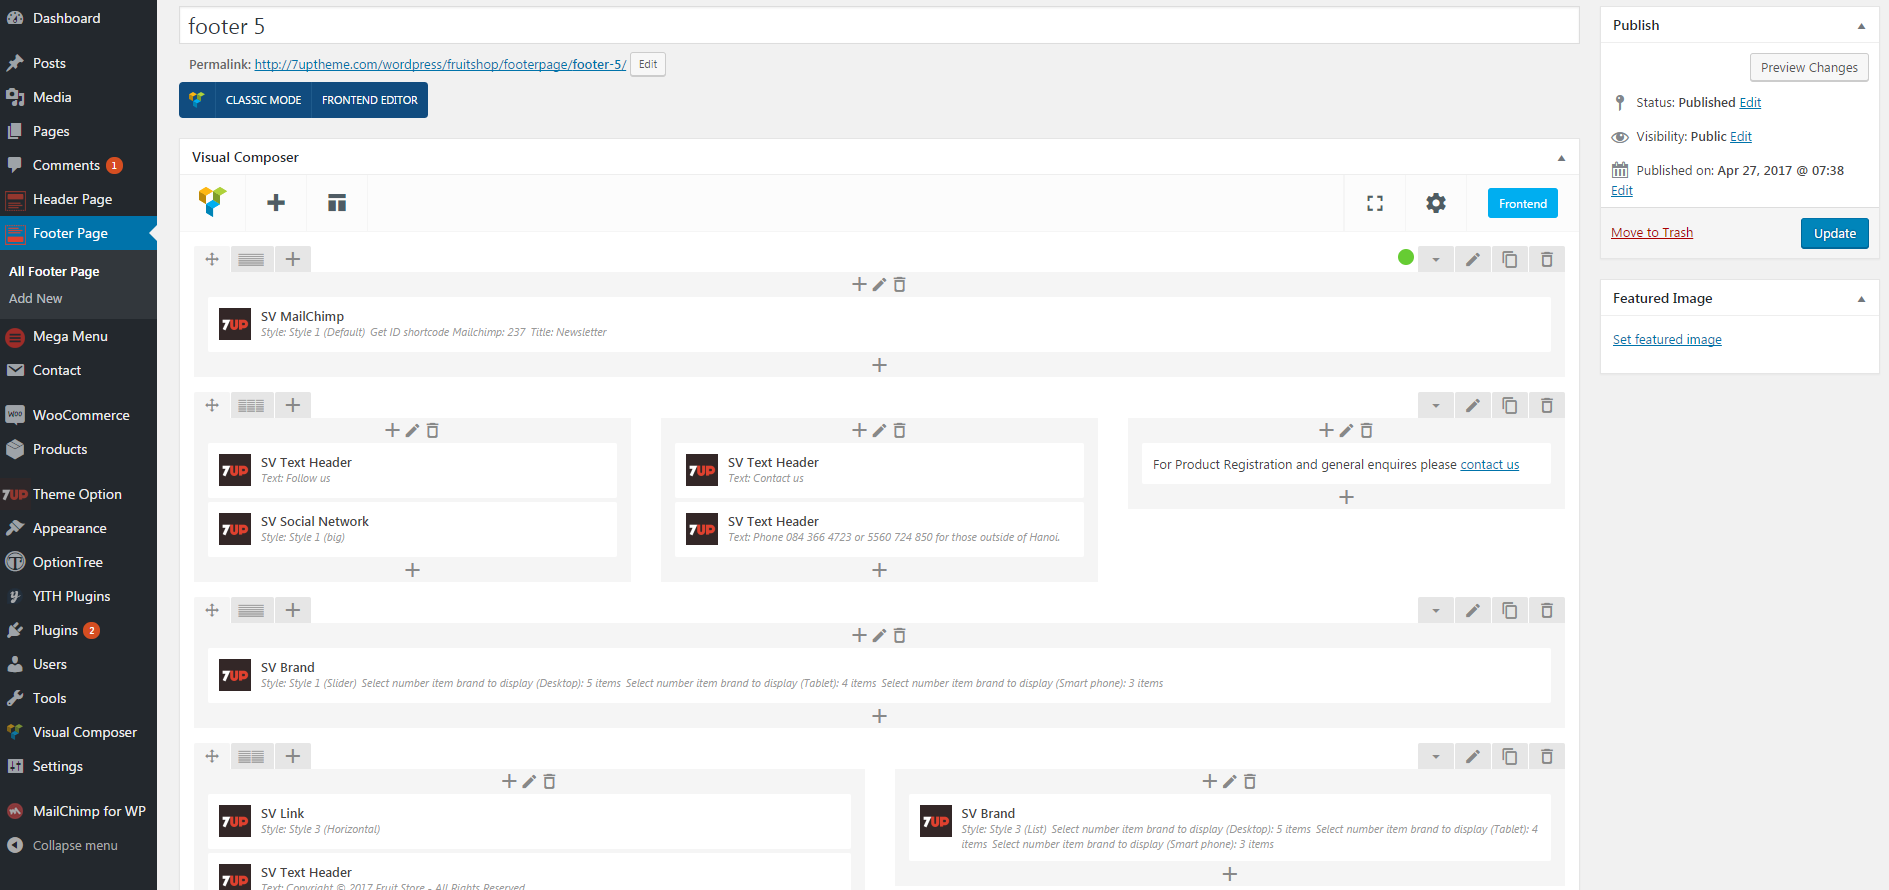 Dashboard
Posts
Media
Pages
Comments 1
Header Page
Footer Page
All Footer Page
Add New
Mega Menu
Contact
WOO WooCommerce
Products
7UP Theme Option
Appearance
OptionTree
YITH Plugins
Plugins 2
Users
Tools
Visual Composer
Settings
MailChimp for WP
Collapse menu
footer 5
Permalink: http://7uptheme.com/wordpress/fruitshop/footerpage/footer-5/ Edit
CLASSIC MODE FRONTEND EDITOR
Visual Composer
Frontend
7UP
SV MailChimp
Style: Style 1 (Default) Get ID shortcode Mailchimp: 237 Title: Newsletter
7UP
SV Text Header
Text: Follow us
7UP
SV Social Network
Style: Style 1 (big)
7UP
SV Text Header
Text: Contact us
7UP
SV Text Header
Text: Phone 084 366 4723 or 5560 724 850 for those outside of Hanoi.
For Product Registration and general enquires please contact us
7UP
SV Brand
Style: Style 1 (Slider) Select number item brand to display (Desktop): 5 items Select number item brand to display (Tablet): 4 items Select number item brand to display (Smart phone): 3 items
7UP
SV Link
Style: Style 3 (Horizontal)
7UP
SV Text Header
Text: Copyright © 2017 Fruit Store - All Rights Reserved
7UP
SV Brand
Style: Style 3 (List) Select number item brand to display (Desktop): 5 items Select number item brand to display (Tablet): 4
items Select number item brand to display (Smart phone): 3 items
Publish
Preview Changes
Status: Published Edit
Visibility: Public Edit
Published on: Apr 27, 2017 @ 07:38
Edit
Move to Trash
Update
Featured Image
Set featured image